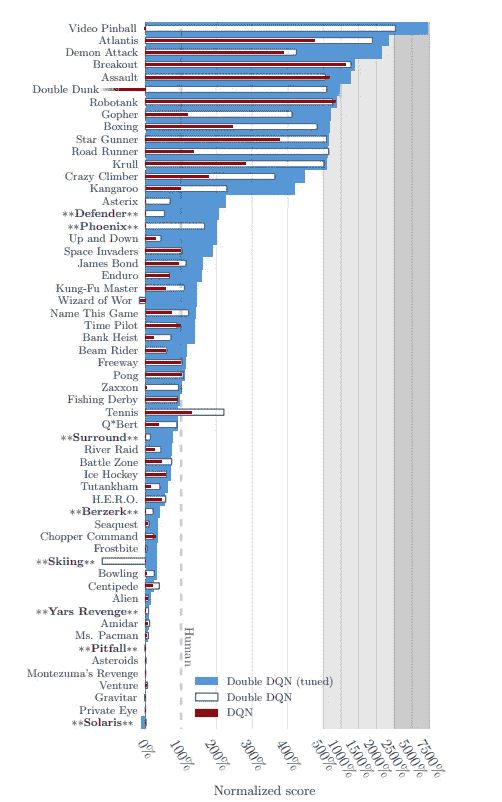 Video Pinball
Atlantis
Demon Attack
Breakout
Assault
Double Dunk
Robotank
Gopher
Boxing
Star Gunner
Road Runner
Krull
Crazy Climber
Kangaroo
Asterix
**Defender**
**Phoenix**
Up and Down
Space Invaders
James Bond
Enduro
Kung-Fu Master
Wizard of Wor
Name This Game
Time Pilot
Bank Heist
Beam Rider
Freeway
Pong
Zaxxon
Fishing Derby
Tennis
Q*Bert
**Surround**
River Raid
Battle Zone
Ice Hockey
Tutankham
H.E.R.O.
**Berzerk**
Seaquest
Chopper Command
Frostbite
**Skiing**
Bowling
Centipede
Alien
**Yars Revenge**
Amidar
Ms. Pacman
**Pitfall**
Asteroids
Montezuma's Revenge
Venture
Gravitar
Private Eye
**Solaris**
Human
Double DQN (tuned)
Double DQN
DQN
0% 100% 200% 300% 400% 500% 1000% 1500% 2000% 2500% 5000% 7500%
Normalized score